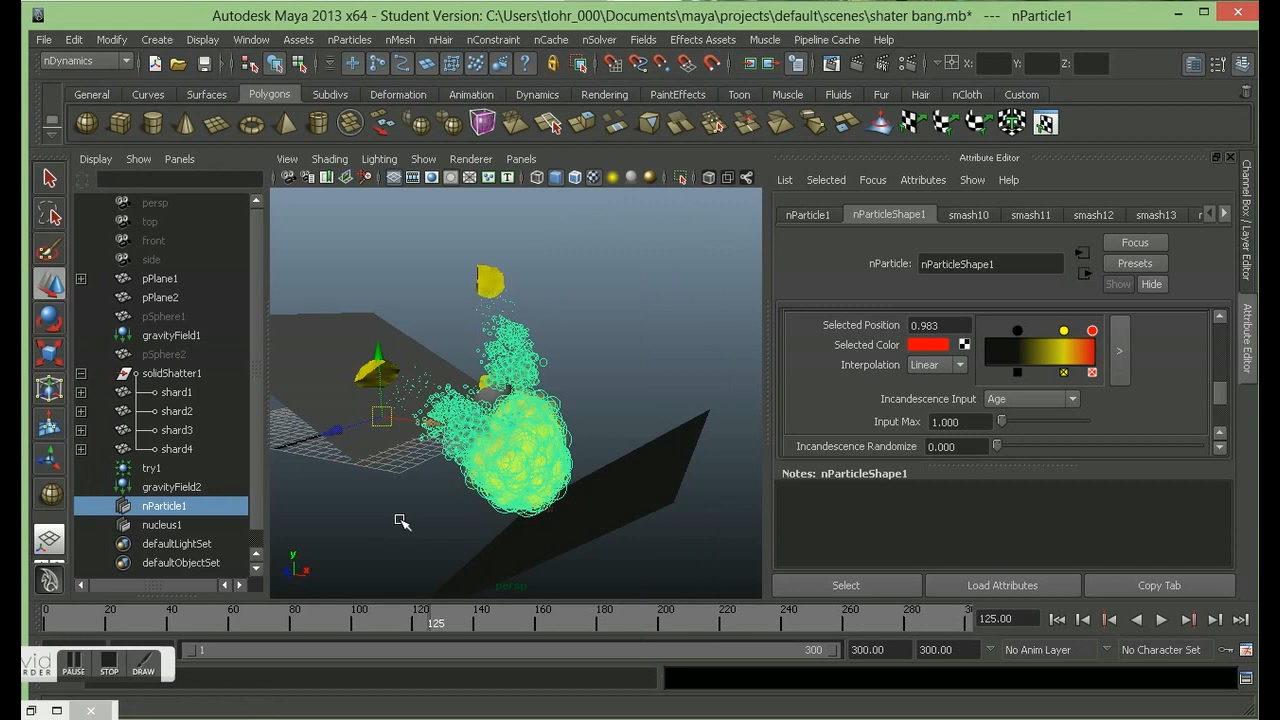 Autodesk Maya 2013 x64 - Student Version: C:\Users\tlohr_000\Documents\maya\projects\default\scenes\shater bang.mb* --- nParticle1
File Edit Modify Create Display Window Assets nParticles nMesh nHair nConstraint nCache nSolver Fields Effects Assets Muscle Pipeline Cache Help
nDynamics X: Y: Z:
General Curves Surfaces Polygons Subdivs Deformation Animation Dynamics Rendering PaintEffects Toon Muscle Fluids Fur Hair nCloth Custom
Display Show Panels
View Shading Lighting Show Renderer Panels
Attribute Editor
List Selected Focus Attributes Show Help
nParticle1 nParticleShape1 smash10 smash11 smash12 smash13
nParticle: nParticleShape1
Focus
Presets
Show Hide
persp
top
front
side
pPlane1
pPlane2
pSphere1
gravityField1
pSphere2
solidShatter1
shard1
shard2
shard3
shard4
try1
gravityField2
nParticle1
nucleus1
defaultLightSet
defaultObjectSet
Selected Position 0.983
Selected Color
Interpolation Linear
>
Incandescence Input Age
Input Max 1.000
Incandescence Randomize 0.000
Notes: nParticleShape1
Select Load Attributes Copy Tab
Channel Box / Layer Editor
Attribute Editor
y
x
persp
0 20 40 60 80 100 120 140 160 180 200 220 240 260 280
125
125.00
1 300 300.00 300.00 No Anim Layer No Character Set
PAUSE STOP DRAW